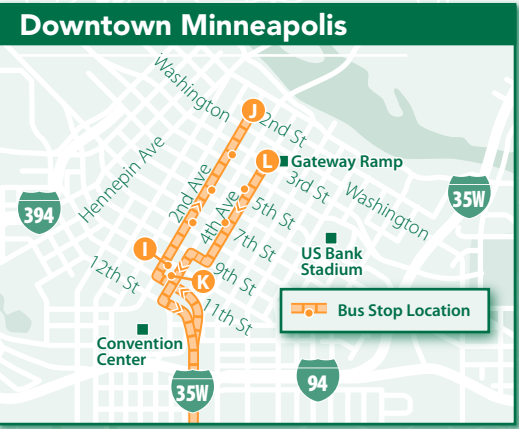 Downtown Minneapolis
Washington
J
2nd St
L
Gateway Ramp
Hennepin Ave
2nd Ave
3rd St
Washington
35W
394
4th Ave
5th St
7th St
US Bank
Stadium
I
12th St
9th St
K
11th St
Bus Stop Location
Convention
Center
35W
94